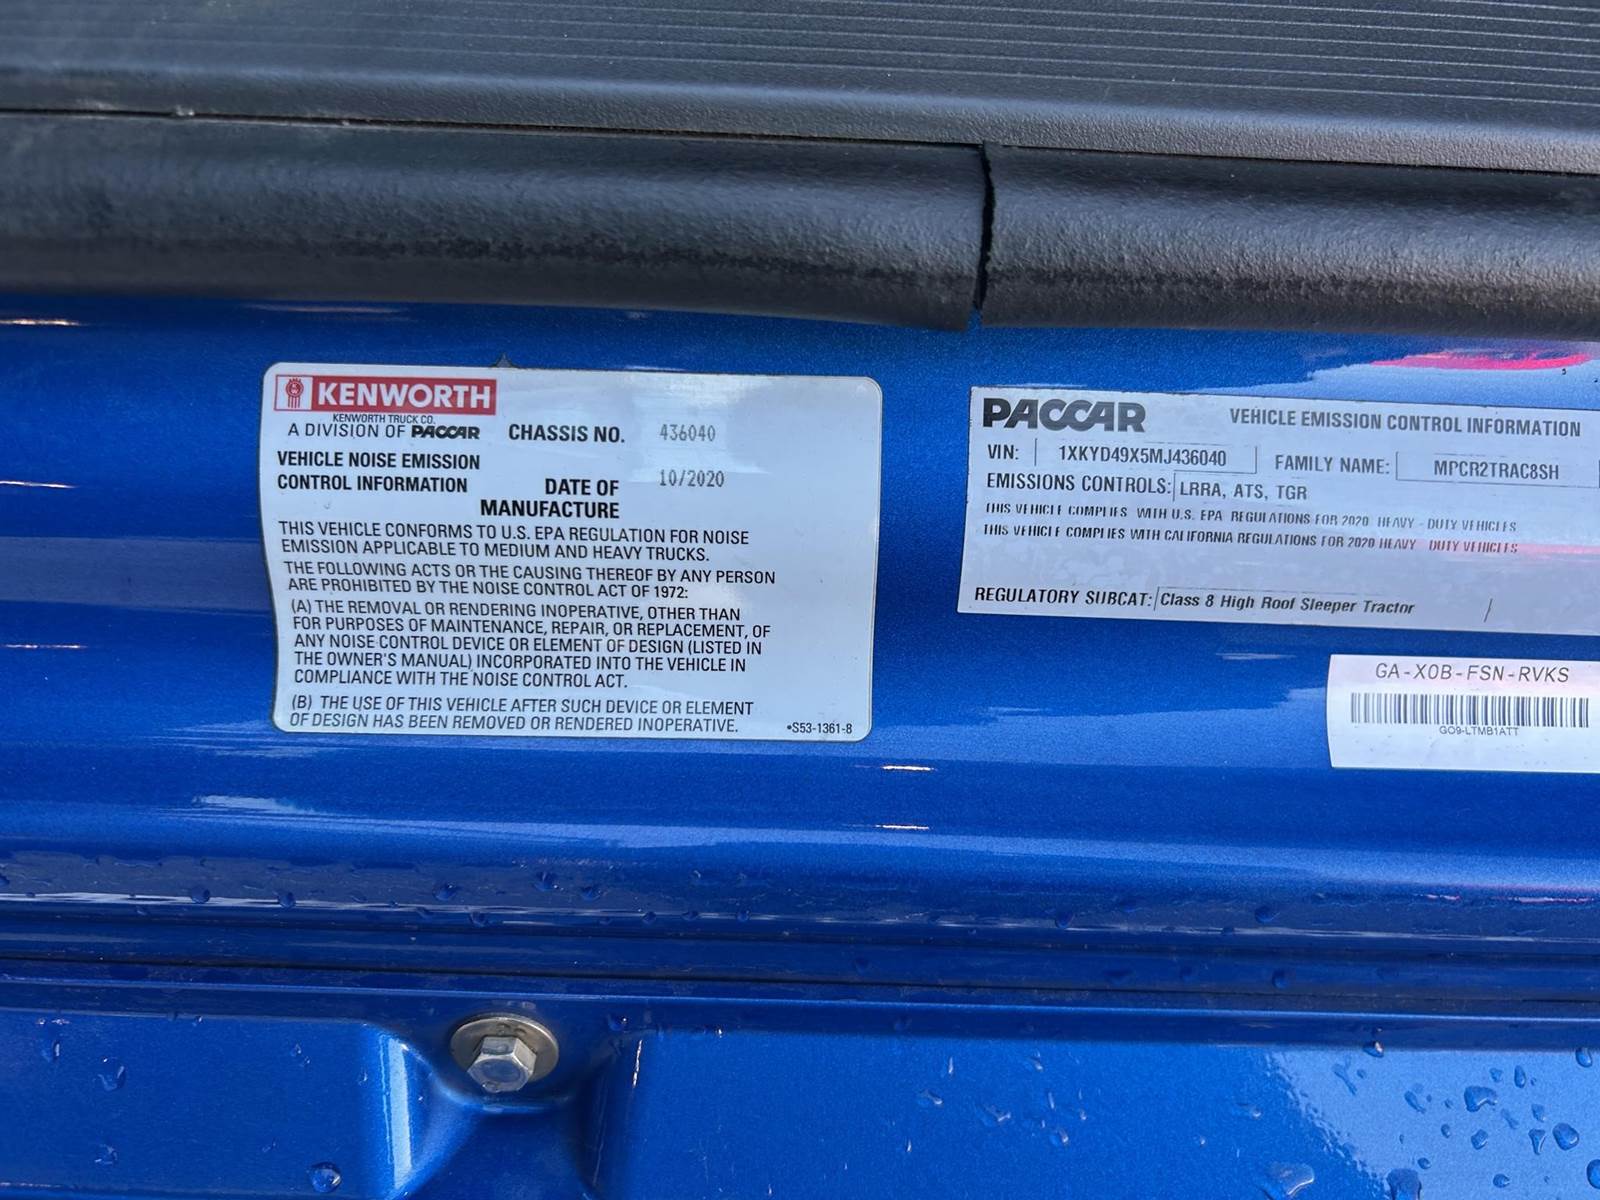 KENWORTH
KENWORTH TRUCK CO.
A DIVISION OF PACCAR
CHASSIS NO. 436040
VEHICLE NOISE EMISSION
CONTROL INFORMATION
DATE OF
MANUFACTURE
10/2020
THIS VEHICLE CONFORMS TO U.S. EPA REGULATION FOR NOISE
EMISSION APPLICABLE TO MEDIUM AND HEAVY TRUCKS.
THE FOLLOWING ACTS OR THE CAUSING THEREOF BY ANY PERSON
ARE PROHIBITED BY THE NOISE CONTROL ACT OF 1972:
(A) THE REMOVAL OR RENDERING INOPERATIVE, OTHER THAN
FOR PURPOSES OF MAINTENANCE, REPAIR, OR REPLACEMENT, OF
ANY NOISE CONTROL DEVICE OR ELEMENT OF DESIGN (LISTED IN
THE OWNER'S MANUAL) INCORPORATED INTO THE VEHICLE IN
COMPLIANCE WITH THE NOISE CONTROL ACT.
(B) THE USE OF THIS VEHICLE AFTER SUCH DEVICE OR ELEMENT
OF DESIGN HAS BEEN REMOVED OR RENDERED INOPERATIVE.
•S53-1361-8
PACCAR VEHICLE EMISSION CONTROL INFORMATION
VIN: 1XKYD49X5MJ436040 FAMILY NAME: MPCR2TRAC8SH
EMISSIONS CONTROLS: LRRA, ATS, TGR
THIS VEHICLE COMPLIES WITH U.S. EPA REGULATIONS FOR 2020 HEAVY - DUTY VEHICLES
THIS VEHICLE COMPLIES WITH CALIFORNIA REGULATIONS FOR 2020 HEAVY DUTY VEHICLES
REGULATORY SUBCAT: Class 8 High Roof Sleeper Tractor /
GA-X0B-FSN-RVKS
GO9-LTMB1ATT